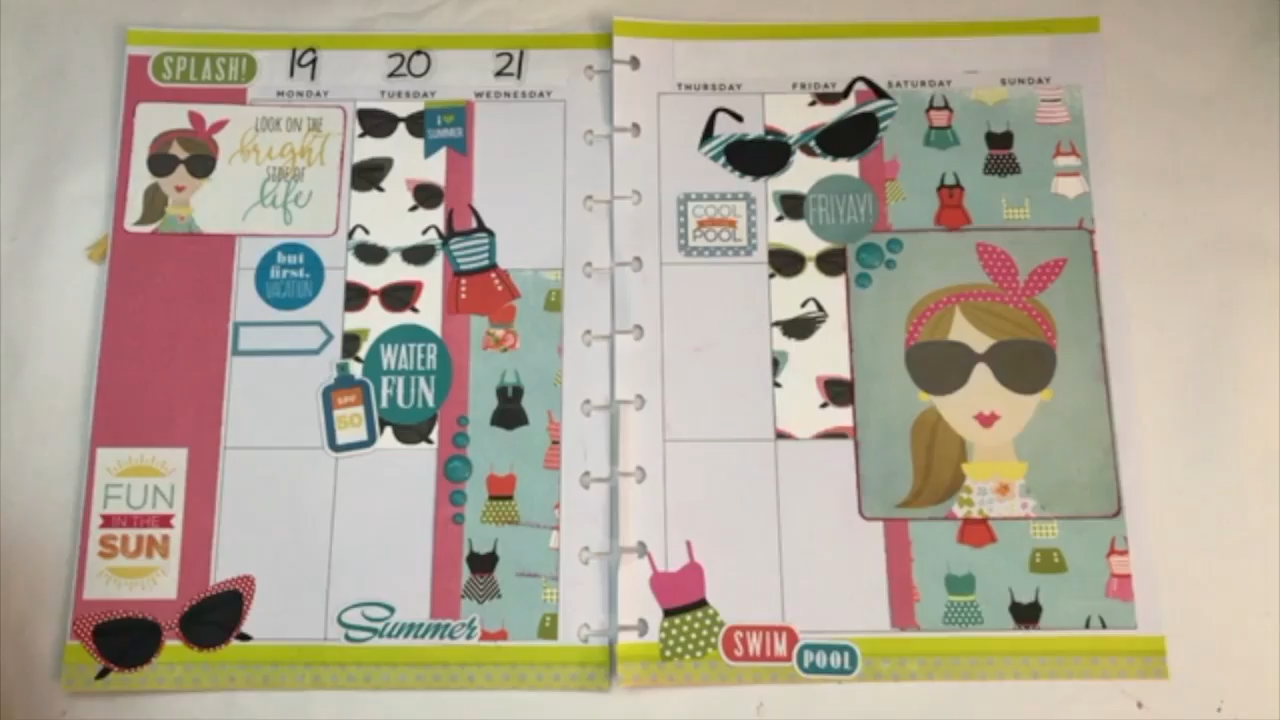 SPLASH!
19 20 21
MONDAY TUESDAY WEDNESDAY
THURSDAY FRIDAY SATURDAY SUNDAY
LOOK ON THE
bright
SIDE OF
life
I
SUMMER
COOL
POOL
FRIYAY!
but
first,
VACATION
WATER
FUN
SPF
50
FUN
IN THE
SUN
Summer
SWIM
POOL